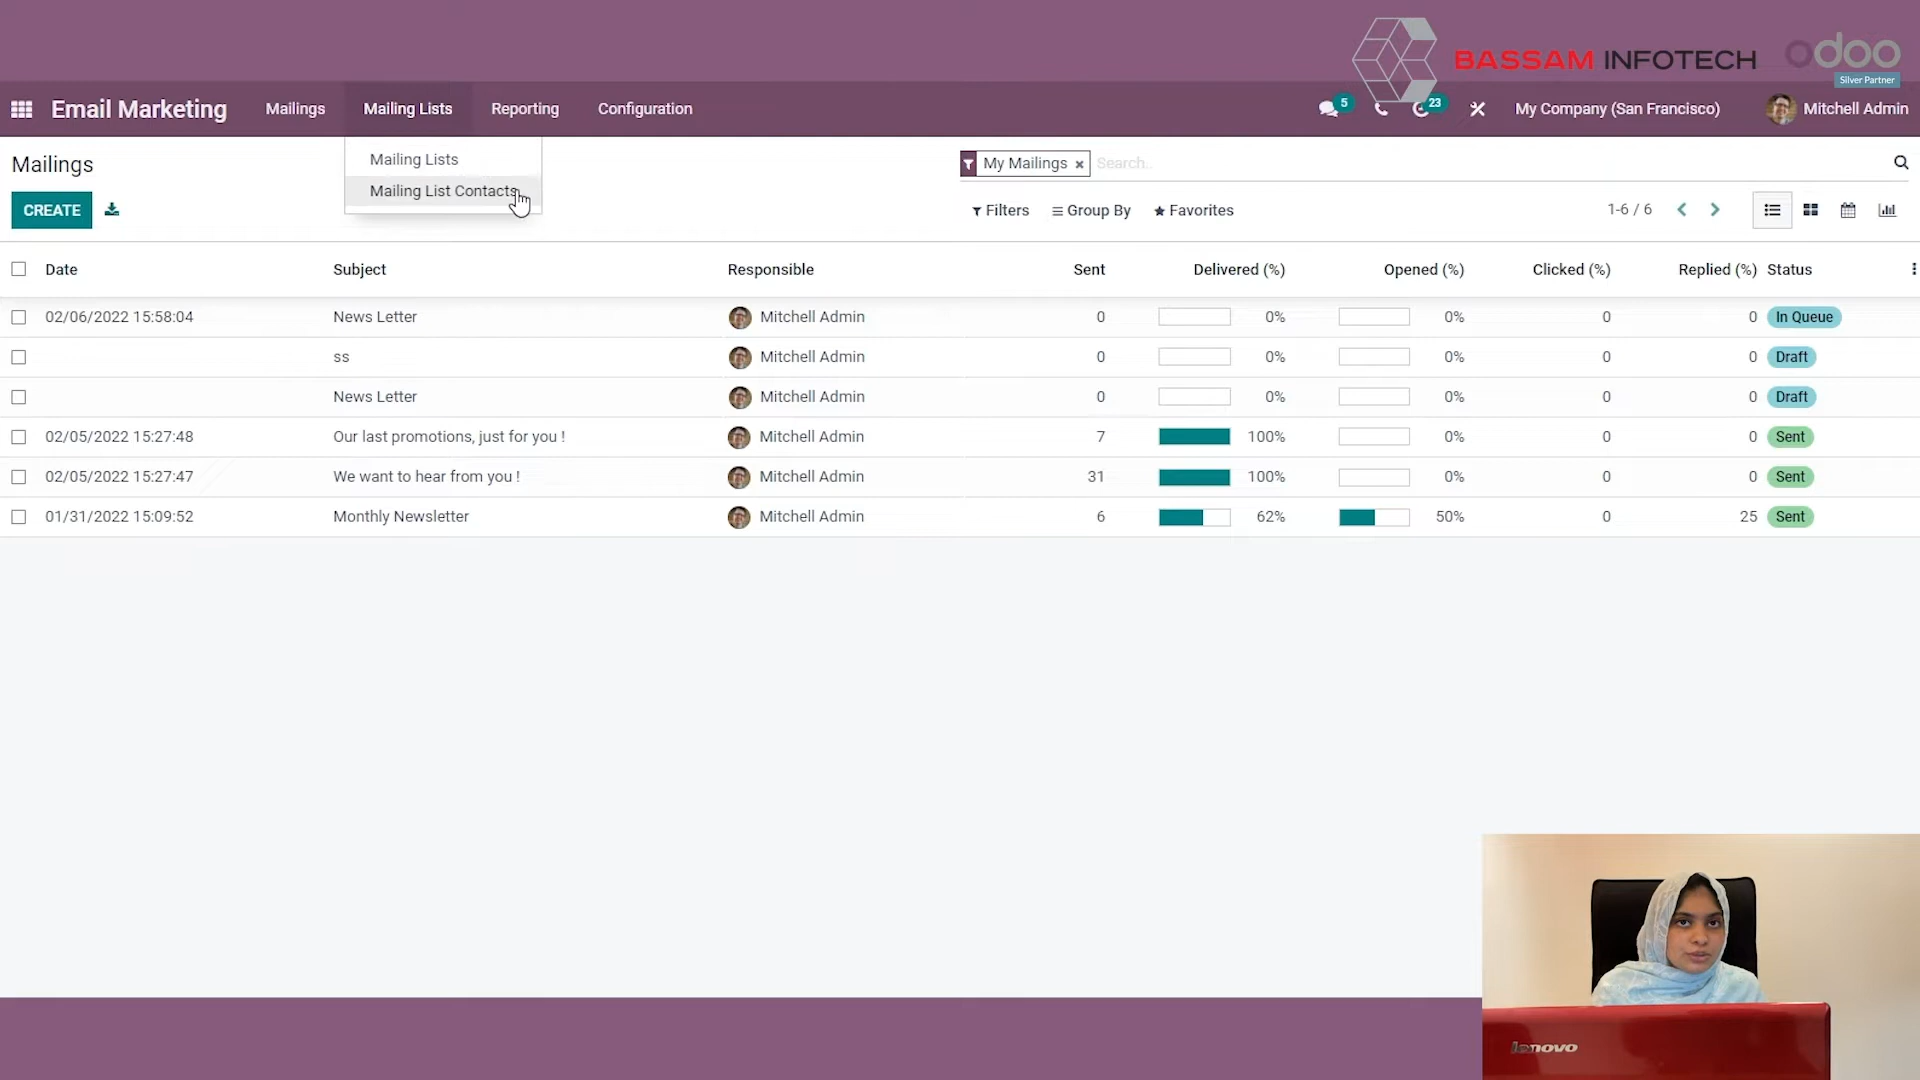 BASSAM INFOTECH
odoo
Silver Partner
Email Marketing Mailings Mailing Lists Reporting Configuration 5 23 My Company (San Francisco) Mitchell Admin
Mailing Lists
Mailing List Contacts
Mailings
My Mailings × Search..
CREATE
Filters Group By Favorites 1-6 / 6
Date Subject Responsible Sent Delivered (%) Opened (%) Clicked (%) Replied (%) Status
02/06/2022 15:58:04 News Letter Mitchell Admin 0 0% 0% 0 0 In Queue
ss Mitchell Admin 0 0% 0% 0 0 Draft
News Letter Mitchell Admin 0 0% 0% 0 0 Draft
02/05/2022 15:27:48 Our last promotions, just for you ! Mitchell Admin 7 100% 0% 0 0 Sent
02/05/2022 15:27:47 We want to hear from you ! Mitchell Admin 31 100% 0% 0 0 Sent
01/31/2022 15:09:52 Monthly Newsletter Mitchell Admin 6 62% 50% 0 25 Sent
lenovo